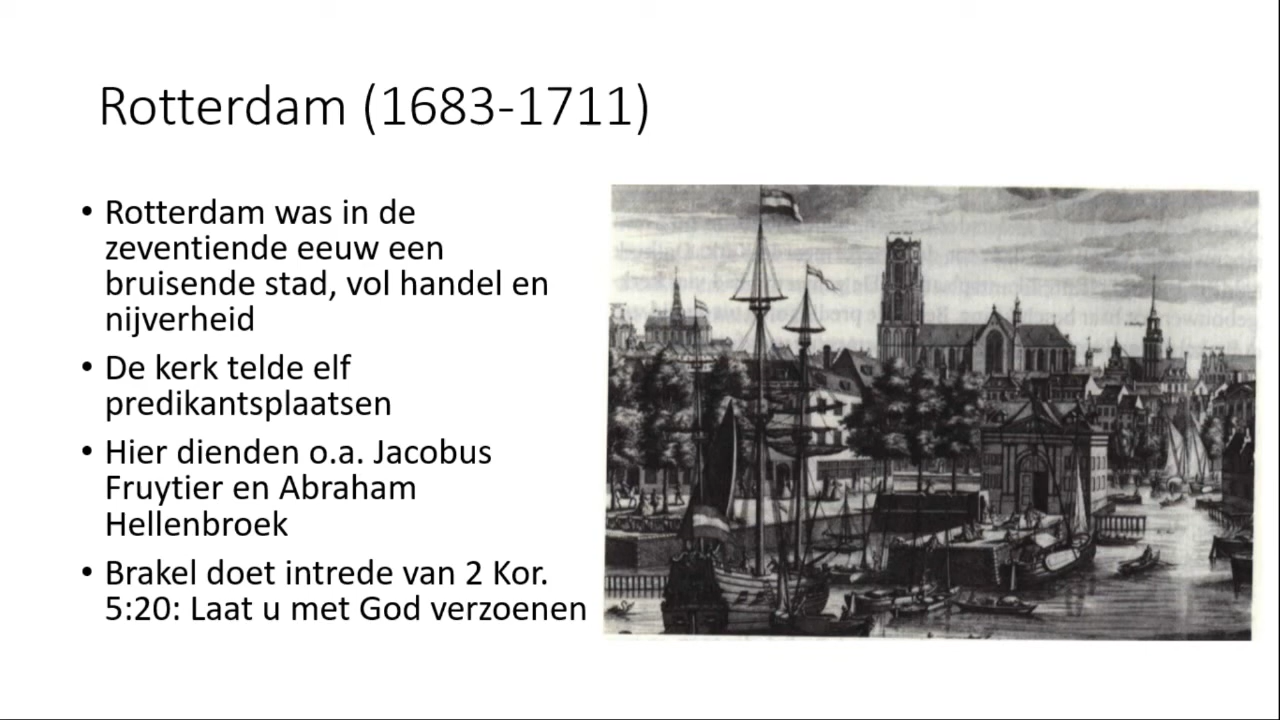 Rotterdam (1683-1711)
• Rotterdam was in de
zeventiende eeuw een
bruisende stad, vol handel en
nijverheid
• De kerk telde elf
predikantsplaatsen
• Hier dienden o.a. Jacobus
Fruytier en Abraham
Hellenbroek
• Brakel doet intrede van 2 Kor.
5:20: Laat u met God verzoenen